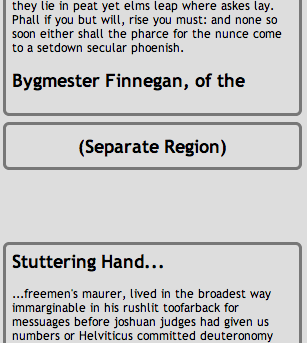 they lie in peat yet elms leap where askes lay.
Phall if you but will, rise you must: and none so
soon either shall the pharce for the nunce come
to a setdown secular phoenish.
Bygmester Finnegan, of the
(Separate Region)
Stuttering Hand...
...freemen's maurer, lived in the broadest way
immarginable in his rushlit toofarback for
messuages before joshuan judges had given us
numbers or Helviticus committed deuteronomy